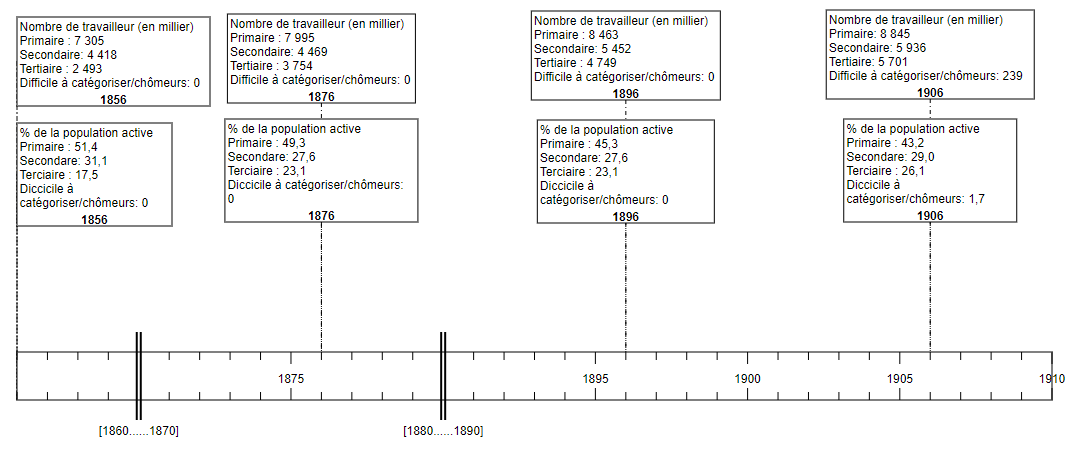 Nombre de travailleur (en millier)
Primaire : 7 305
Secondaire: 4 418
Tertiaire : 2 493
Difficile à catégoriser/chômeurs: 0
1856
Nombre de travailleur (en millier)
Primaire : 7 995
Secondaire: 4 469
Tertiaire: 3 754
Difficile à catégoriser/chômeurs: 0
1876
Nombre de travailleur (en millier)
Primaire : 8 463
Secondaire: 5 452
Tertiaire: 4 749
Difficile à catégoriser/chômeurs: 0
1896
Nombre de travailleur (en millier)
Primaire: 8 845
Secondaire: 5 936
Tertiaire: 5 701
Difficile à catégoriser/chômeurs: 239
1906
% de la population active
Primaire : 51,4
Secondare: 31,1
Terciaire : 17,5
Diccicile à
catégoriser/chômeurs: 0
1856
% de la population active
Primaire : 49,3
Secondare: 27,6
Terciaire : 23,1
Diccicile à catégoriser/chômeurs:
0
1876
% de la population active
Primaire : 45,3
Secondare: 27,6
Terciaire : 23,1
Diccicile à
catégoriser/chômeurs: 0
1896
% de la population active
Primaire : 43,2
Secondare: 29,0
Terciaire : 26,1
Diccicile à
catégoriser/chômeurs: 1,7
1906
1875
1895
1900
1905
1910
[1860......1870]
[1880......1890]